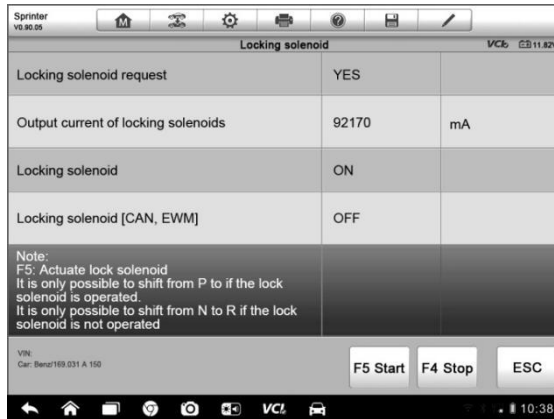 Sprinter
V0.90.05
Locking solenoid
VCI
11.82V
Locking solenoid request YES
Output current of locking solenoids 92170 mA
Locking solenoid ON
Locking solenoid [CAN, EWM] OFF
Note:
F5: Actuate lock solenoid
It is only possible to shift from P to if the lock
solenoid is operated.
It is only possible to shift from N to R if the lock
solenoid is not operated
VIN:
Car: Benz/169.031 A 150
F5 Start F4 Stop ESC
VCI 10:38